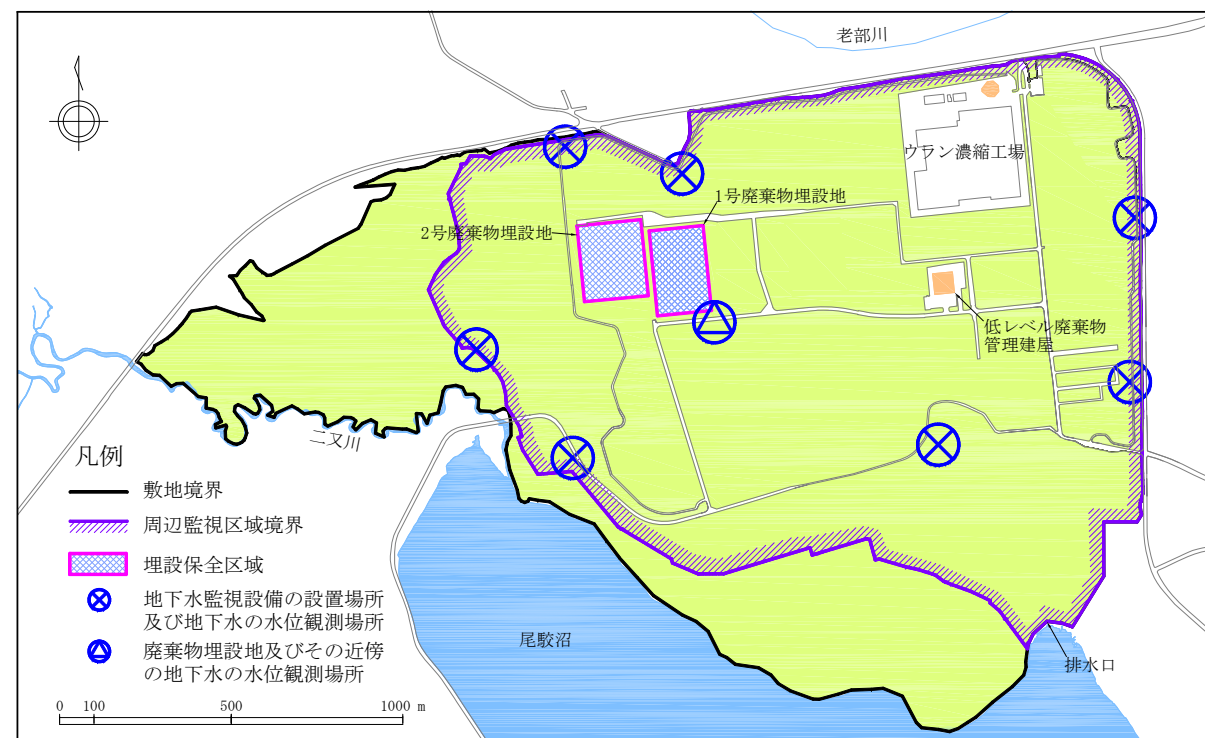 老部川
ウラン濃縮工場
1号廃棄物埋設地
2号廃棄物埋設地
低レベル廃棄物
管理建屋
二又川
凡例
敷地境界
周辺監視区域境界
埋設保全区域
地下水監視設備の設置場所
及び地下水の水位観測場所
廃棄物埋設地及びその近傍
の地下水の水位観測場所
尾駮沼
排水口
0 100 500 1000 m